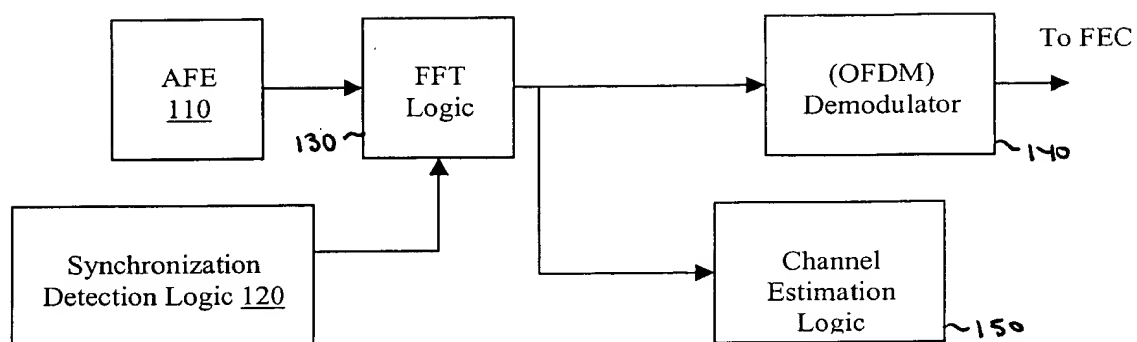 AFE
110
FFT
Logic
130
(OFDM)
Demodulator
140
To FEC
Synchronization
Detection Logic 120
Channel
Estimation
Logic
150